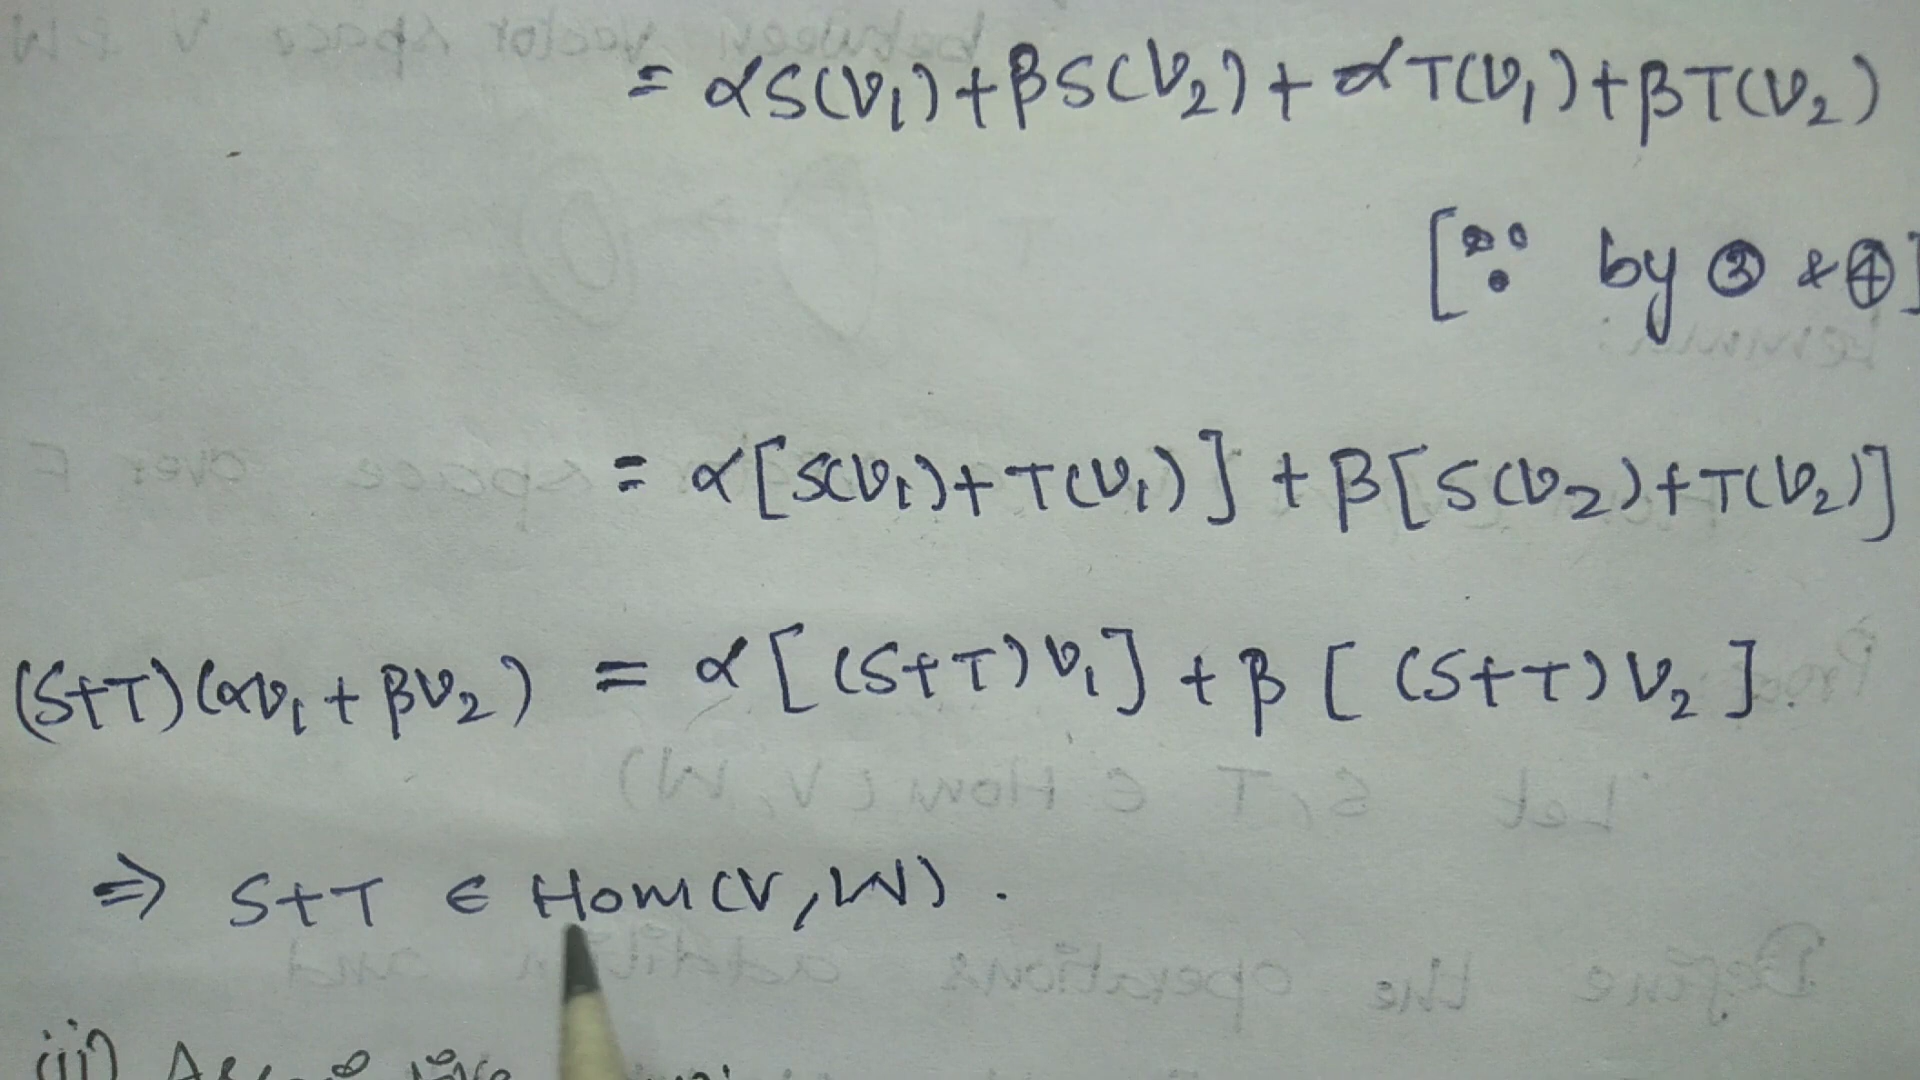 = αS(v₁)+βS(v₂)+αT(v₁)+βT(v₂)
[∵ by ③ & ④]
= α[S(v₁)+T(v₁)] + β[S(v₂)+T(v₂)]
(S+T)(αv₁+βv₂) = α[(S+T)v₁]+β[(S+T)v₂]
⇒ S+T ∈ Hom(V,W).